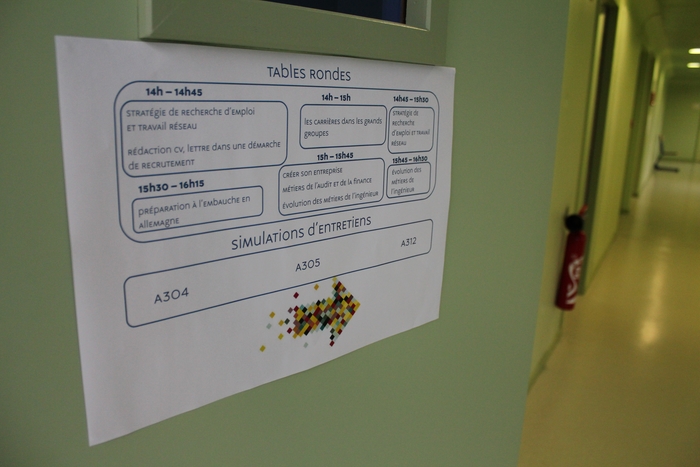 Tables rondes
14h – 14h45
Stratégie de recherche d'emploi
et travail réseau
Rédaction cv, lettre dans une démarche
de recrutement
14h – 15h
les carrières dans les grands
groupes
14h45 – 15h30
Stratégie de
recherche
d'emploi et travail
réseau
15h – 15h45
Créer son entreprise
Métiers de l'audit et de la finance
Évolution des métiers de l'ingénieur
15h45 – 16h30
Évolution des
métiers de
l'ingénieur
15h30 – 16h15
Préparation à l'embauche en
Allemagne
Simulations d'entretiens
A304
A305
A312